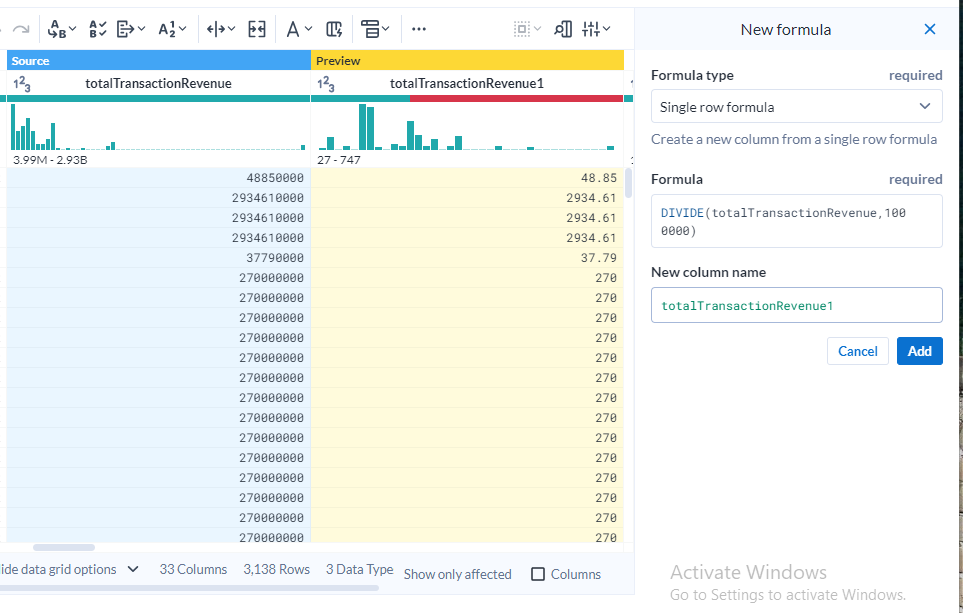 New formula
Source
Preview
totalTransactionRevenue
totalTransactionRevenue1
3.99M - 2.93B
27 - 747
48850000 48.85
2934610000 2934.61
2934610000 2934.61
2934610000 2934.61
37790000 37.79
270000000 270
270000000 270
270000000 270
270000000 270
270000000 270
270000000 270
270000000 270
270000000 270
270000000 270
270000000 270
270000000 270
270000000 270
270000000 270
270000000 270
ide data grid options
33 Columns
3,138 Rows
3 Data Type
Show only affected
Columns
Formula type required
Single row formula
Create a new column from a single row formula
Formula required
DIVIDE(totalTransactionRevenue,100
0000)
New column name
totalTransactionRevenue1
Cancel
Add
Activate Windows
Go to Settings to activate Windows.